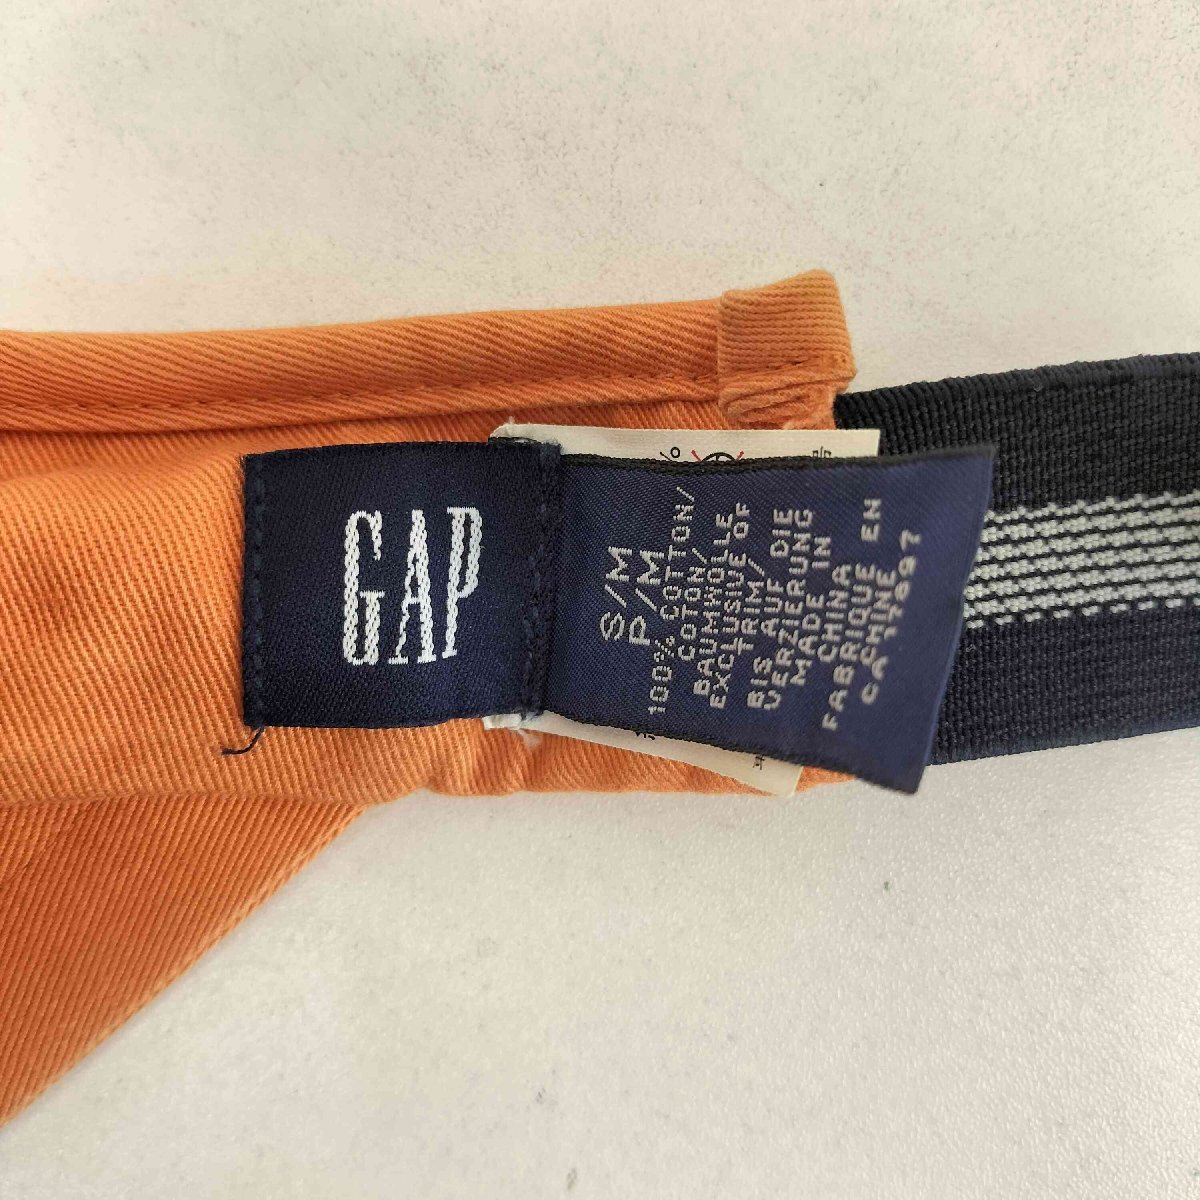 GAP
S/M
P/M
100% COTTON/
COTON/
BAUMWOLLE
EXCLUSIVE OF
TRIM/
BIS AUF DIE
VERZIERUNG
MADE IN
CHINA
FABRIQUE EN
CHINE
CA 17897
%